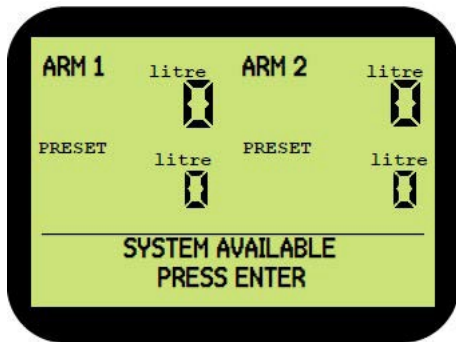 ARM 1 litre ARM 2 litre
0 0
PRESET litre PRESET litre
0 0
SYSTEM AVAILABLE
PRESS ENTER